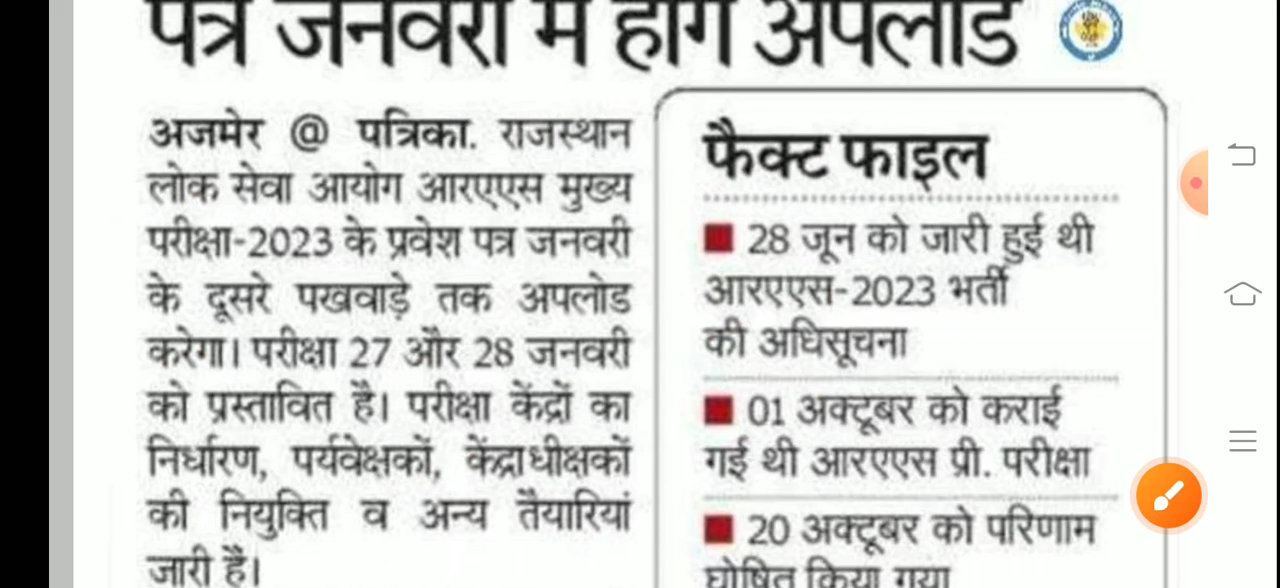 पत्र जनवरी में होंगे अपलोड
अजमेर @ पत्रिका. राजस्थान
लोक सेवा आयोग आरएएस मुख्य
परीक्षा-2023 के प्रवेश पत्र जनवरी
के दूसरे पखवाड़े तक अपलोड
करेगा। परीक्षा 27 और 28 जनवरी
को प्रस्तावित है। परीक्षा केंद्रों का
निर्धारण, पर्यवेक्षकों, केंद्राधीक्षकों
की नियुक्ति व अन्य तैयारियां
जारी है।
फैक्ट फाइल
28 जून को जारी हुई थी
आरएएस-2023 भर्ती
की अधिसूचना
01 अक्टूबर को कराई
गई थी आरएएस प्री. परीक्षा
20 अक्टूबर को परिणाम
घोषित किया गया